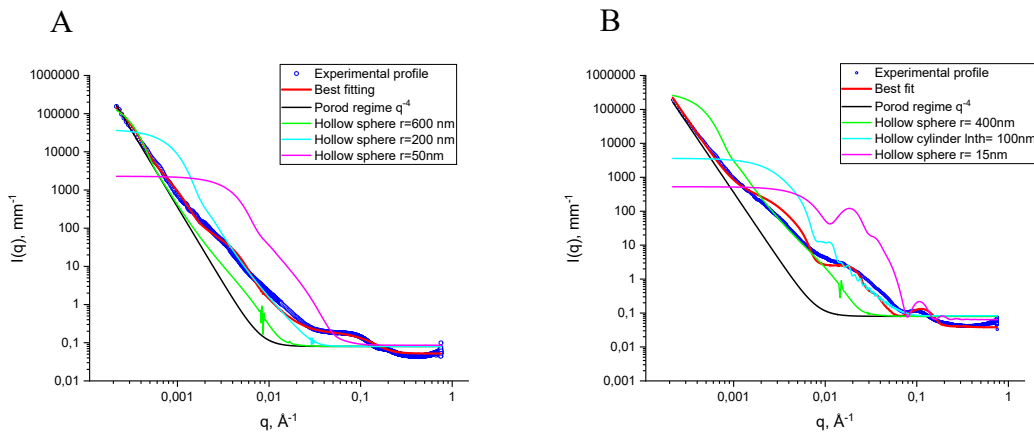 A
1000000
100000
10000
1000
100
10
1
0,1
0,01
I(q), mm⁻¹
0,001
0,01
0,1
1
q, Å⁻¹
Experimental profile
Best fitting
Porod regime q⁻⁴
Hollow sphere r=600 nm
Hollow sphere r=200 nm
Hollow sphere r=50nm
B
1000000
100000
10000
1000
100
10
1
0,1
0,01
0,001
I(q), mm⁻¹
0,001
0,01
0,1
1
q, Å⁻¹
Experimental profile
Best fit
Porod regime q⁻⁴
Hollow sphere r= 400nm
Hollow cylinder lnth= 100nm
Hollow sphere r= 15nm